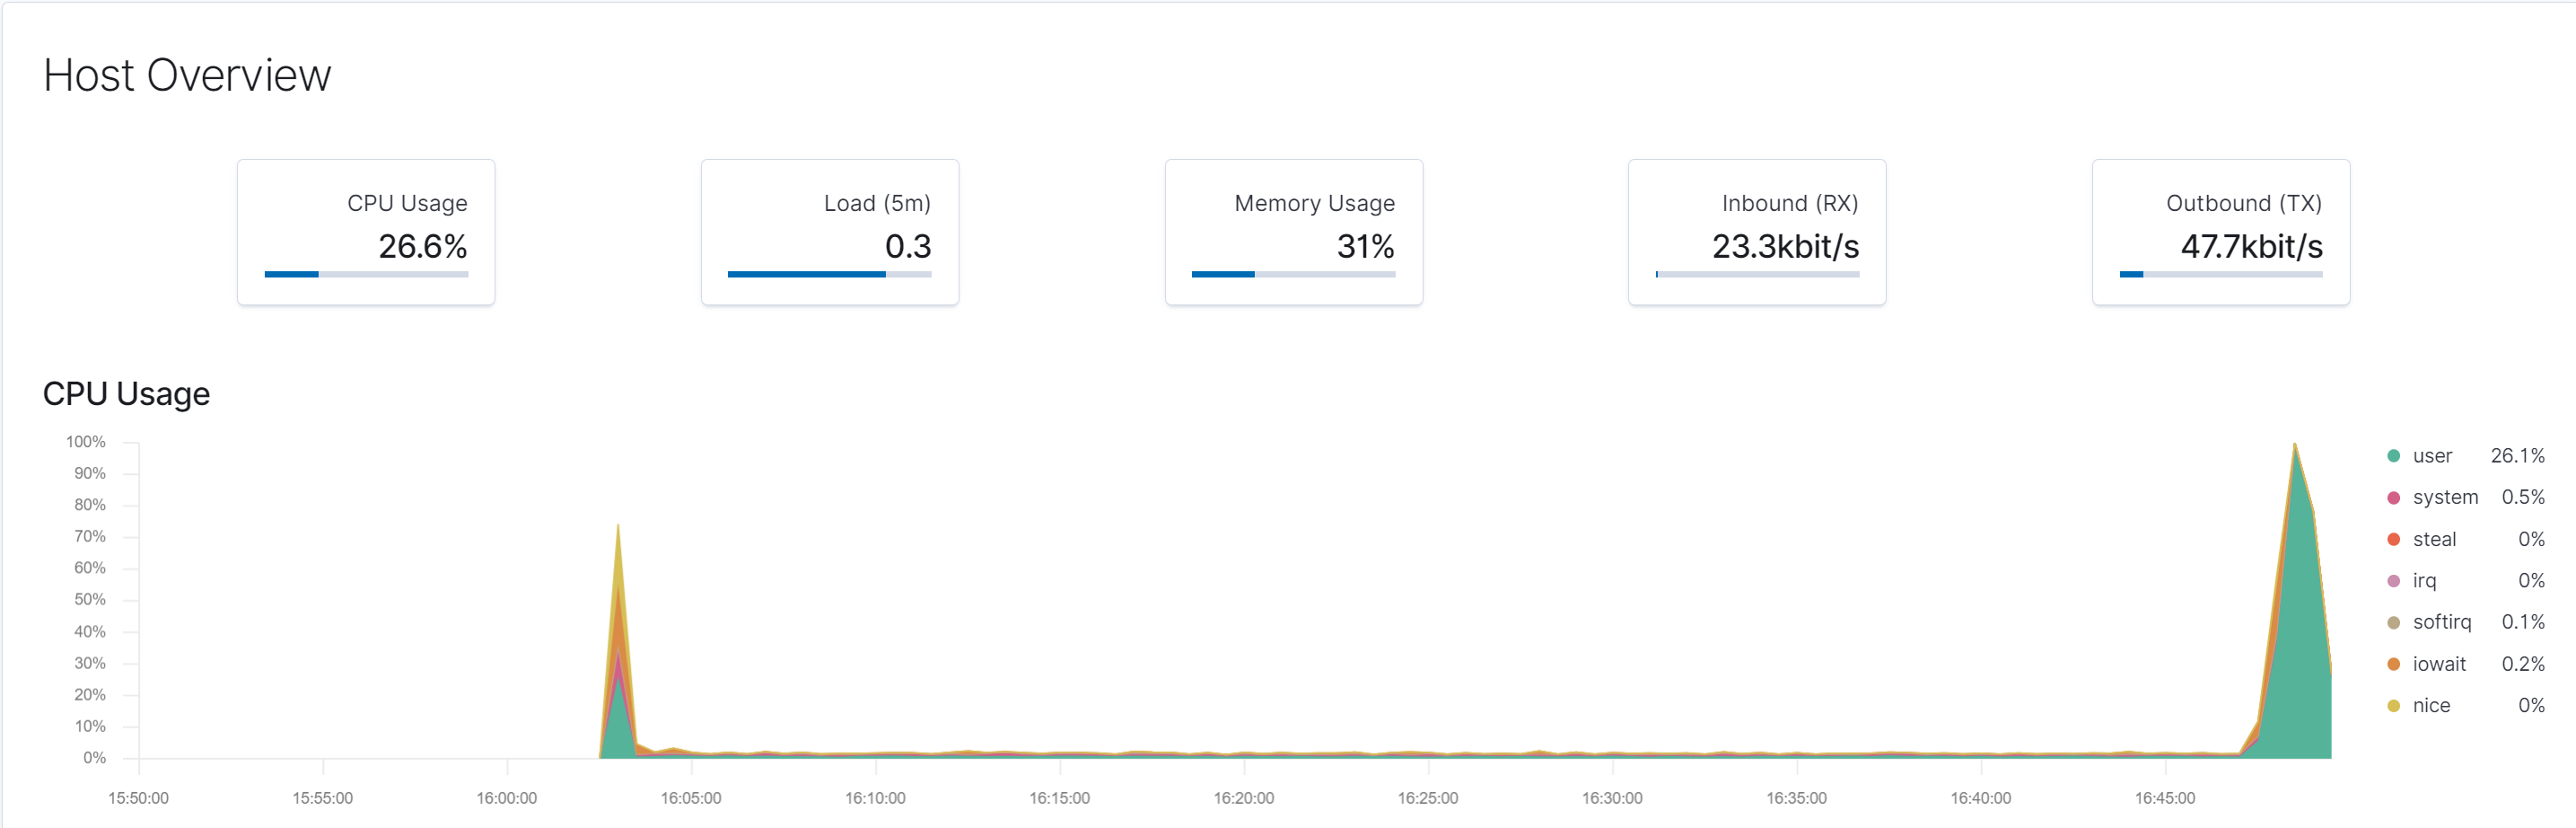 Host Overview
CPU Usage
26.6%
Load (5m)
0.3
Memory Usage
31%
Inbound (RX)
23.3kbit/s
Outbound (TX)
47.7kbit/s
CPU Usage
100%
90%
80%
70%
60%
50%
40%
30%
20%
10%
0%
15:50:00 15:55:00 16:00:00 16:05:00 16:10:00 16:15:00 16:20:00 16:25:00 16:30:00 16:35:00 16:40:00 16:45:00
user 26.1%
system 0.5%
steal 0%
irq 0%
softirq 0.1%
iowait 0.2%
nice 0%